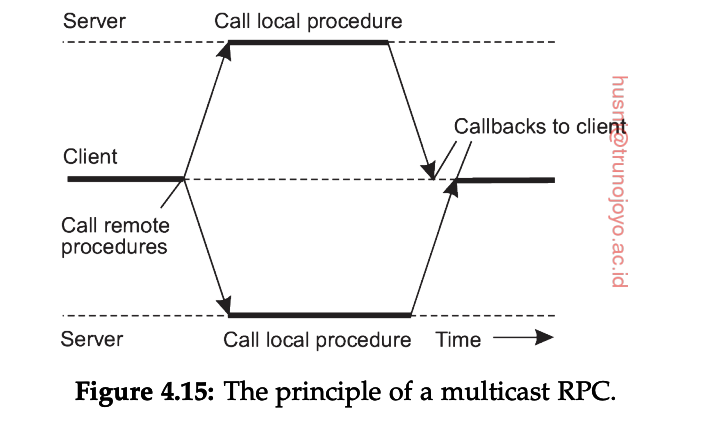 Server
Call local procedure
Callbacks to client
Client
Call remote
procedures
Server
Call local procedure
Time
Figure 4.15: The principle of a multicast RPC.
husni@trunojoyo.ac.id